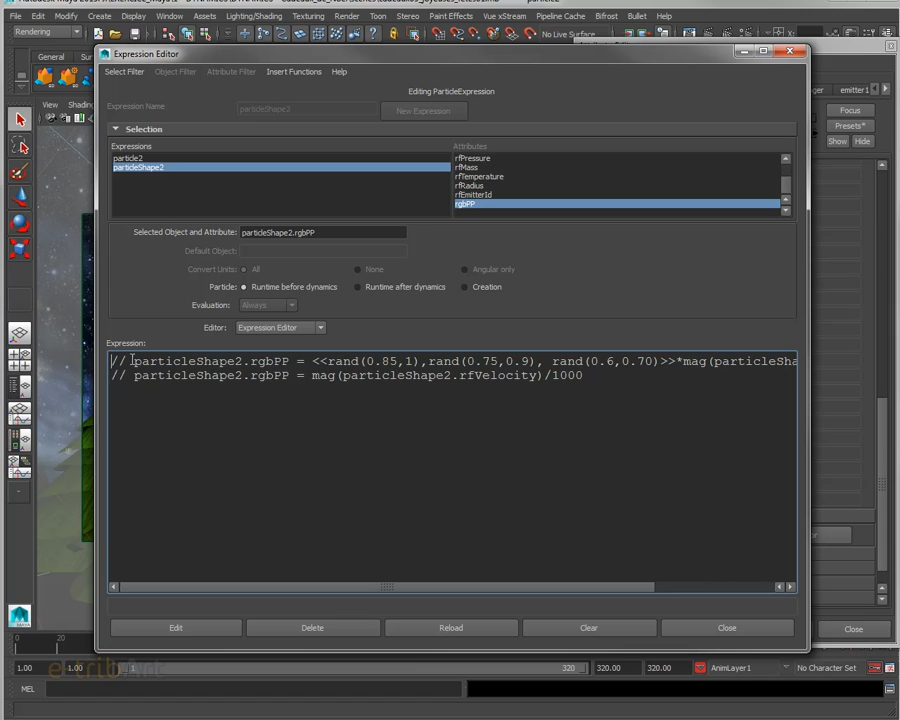 File Modify Create Display Window Assets Lighting/Shading Texturing Render Toon Stereo Paint Effects Vue xStream Pipeline Cache Bifrost Bullet Help
Rendering
No Live Surface
General
View Shading
Expression Editor
Select Filter Object Filter Attribute Filter Insert Functions Help
Editing ParticleExpression
Expression Name particleShape2 New Expression
Selection
Expressions Attributes
particle2
particleShape2
rfPressure
rfMass
rfTemperature
rfRadius
rfEmitterId
rgbPP
Selected Object and Attribute: particleShape2.rgbPP
Default Object:
Convert Units: All None Angular only
Particle: Runtime before dynamics Runtime after dynamics Creation
Evaluation: Always
Editor: Expression Editor
Expression:
// particleShape2.rgbPP = <<rand(0.85,1),rand(0.75,0.9), rand(0.6,0.70)>>*mag(particleSha
// particleShape2.rgbPP = mag(particleShape2.rfVelocity)/1000
Edit Delete Reload Clear Close
emitter1
Focus
Presets*
Show Hide
Close
0 20
1.00 1.00 1 320 320.00 320.00 AnimLayer1 No Character Set
MEL